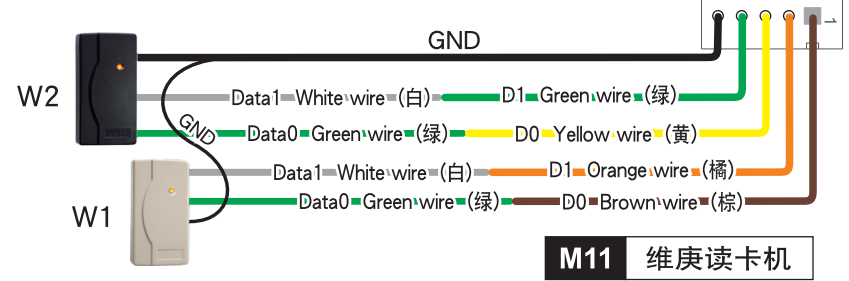 GND
1
W2
Data1 White wire (白) D1 Green wire (绿)
GND
Data0 Green wire (绿) D0 Yellow wire (黄)
Data1 White wire (白) D1 Orange wire (橘)
W1
Data0 Green wire (绿) D0 Brown wire (棕)
M11 维庚读卡机